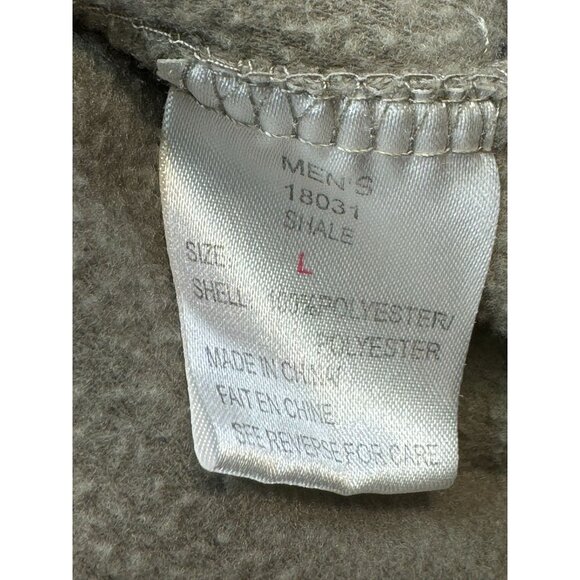 MEN'S
18031
SHALE
SIZE: L
SHELL: 100%POLYESTER/
POLYESTER
MADE IN CHINA/
FAIT EN CHINE
SEE REVERSE FOR CARE